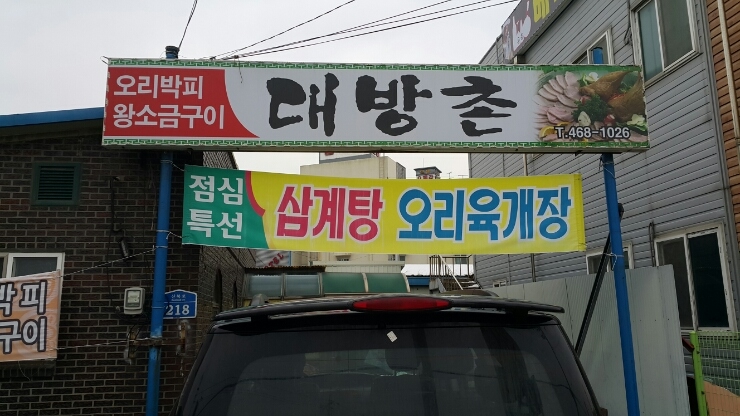 오리박피
왕소금구이
대방촌
T.468-1026
점심
특선
삼계탕 오리육개장
218
박피
구이